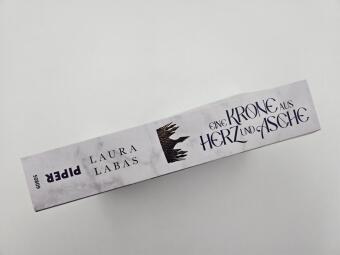 EINE KRONE AUS
HERZ UND ASCHE
LAURA
LABAS
PIPER